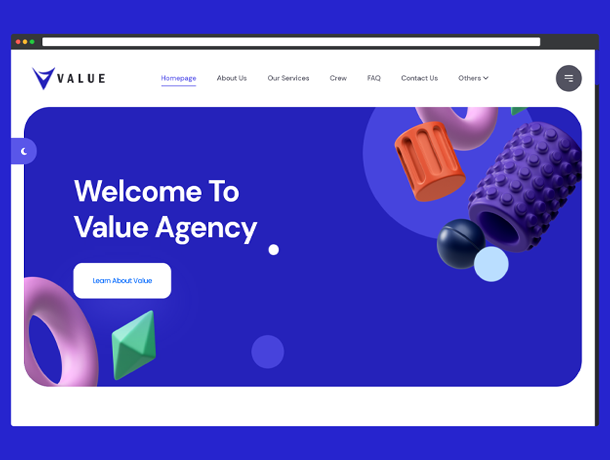 VALUE
Homepage About Us Our Services Crew FAQ Contact Us Others
Welcome To
Value Agency
Learn About Value